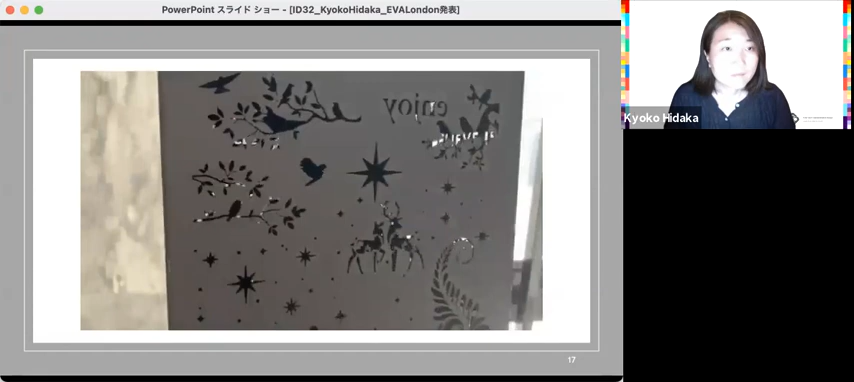 PowerPoint スライド ショー - [ID32_KyokoHidaka_EVALondon発表]
enjoy
Kyoko Hidaka
17